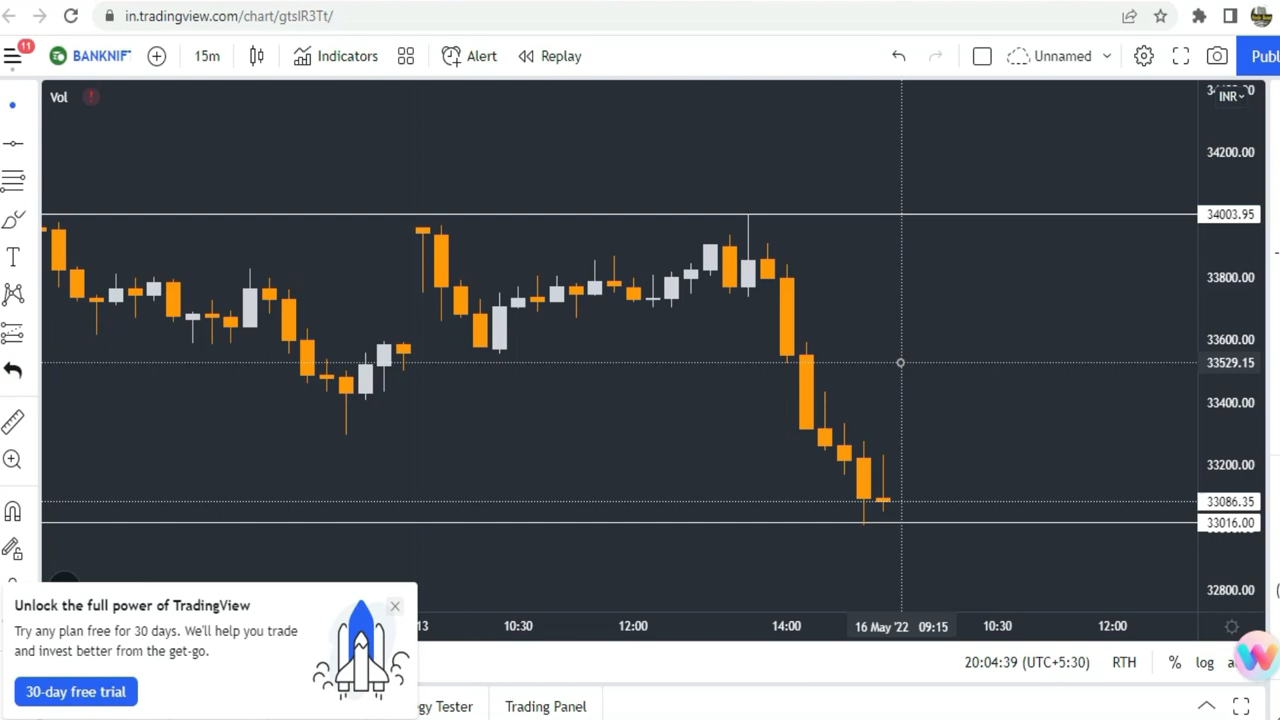 in.tradingview.com/chart/gtslR3Tt/
11
BANKNIF
15m
Indicators
Alert
Replay
Unnamed
Publ
Vol
INR
34200.00
34003.95
33800.00
33600.00
33529.15
33400.00
33200.00
33086.35
33016.00
32800.00
13
10:30
12:00
14:00
16 May '22 09:15
10:30
12:00
Unlock the full power of TradingView
Try any plan free for 30 days. We'll help you trade
and invest better from the get-go.
30-day free trial
20:04:39 (UTC+5:30)
RTH
%
log
gy Tester
Trading Panel